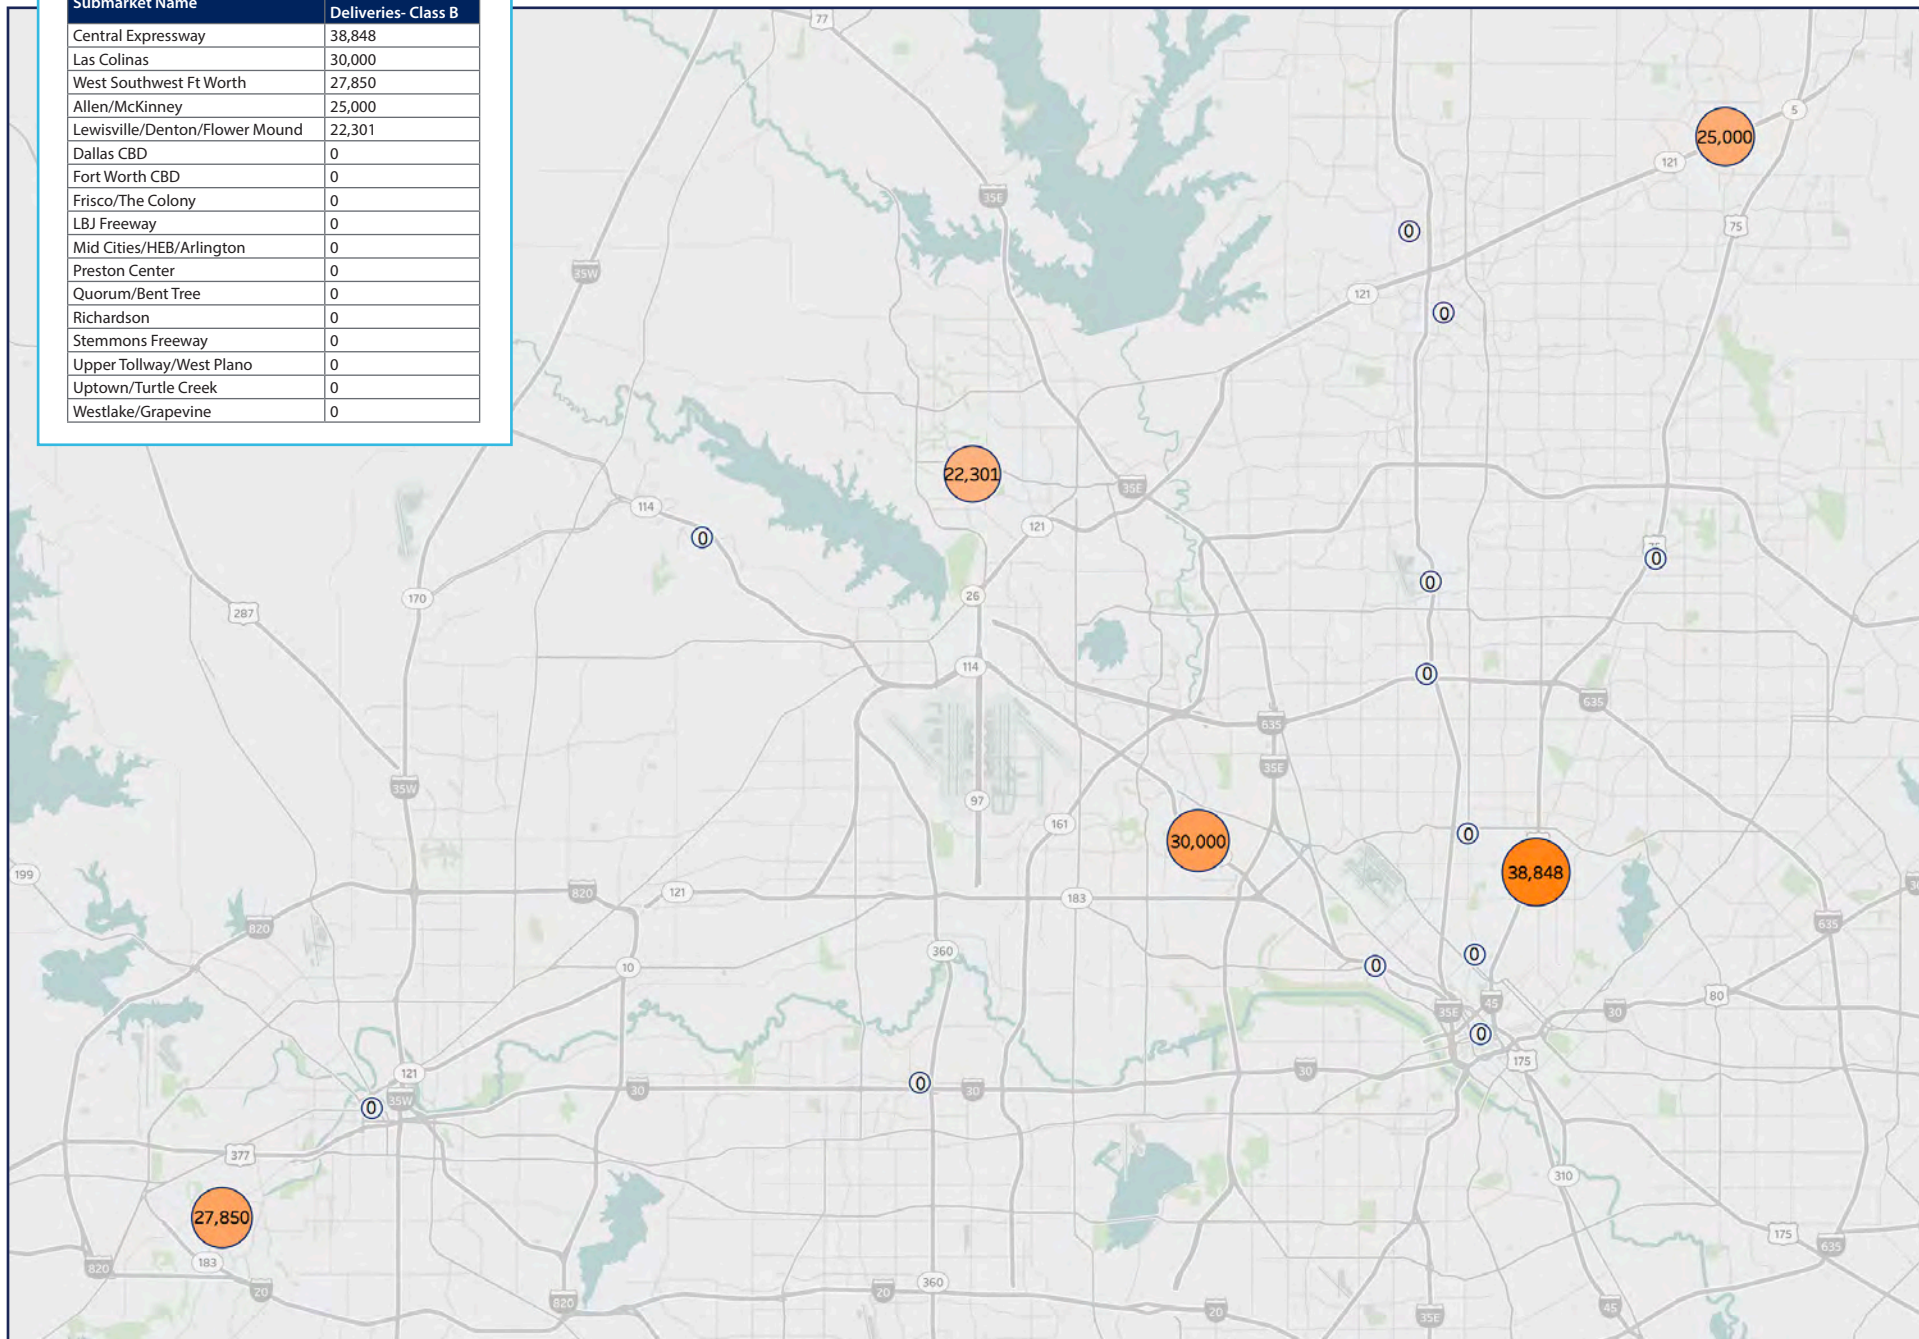 Submarket Name
Deliveries- Class B
Central Expressway 38,848
Las Colinas 30,000
West Southwest Ft Worth 27,850
Allen/McKinney 25,000
Lewisville/Denton/Flower Mound 22,301
Dallas CBD 0
Fort Worth CBD 0
Frisco/The Colony 0
LBJ Freeway 0
Mid Cities/HEB/Arlington 0
Preston Center 0
Quorum/Bent Tree 0
Richardson 0
Stemmons Freeway 0
Upper Tollway/West Plano 0
Uptown/Turtle Creek 0
Westlake/Grapevine 0
77
5
25,000
121
35E
75
0
35W
121
0
22,301
35E
114
121
0
75
0
0
26
170
287
114
0
635
635
35E
35W
97
161
0
30,000
199
38,848
820
121
183
820
635
360
0
10
0
80
45
35E
30
0
175
30
121
0
30
30
35W
0
377
310
27,850
175
635
183
820
20
360
20
820
20
45
35E